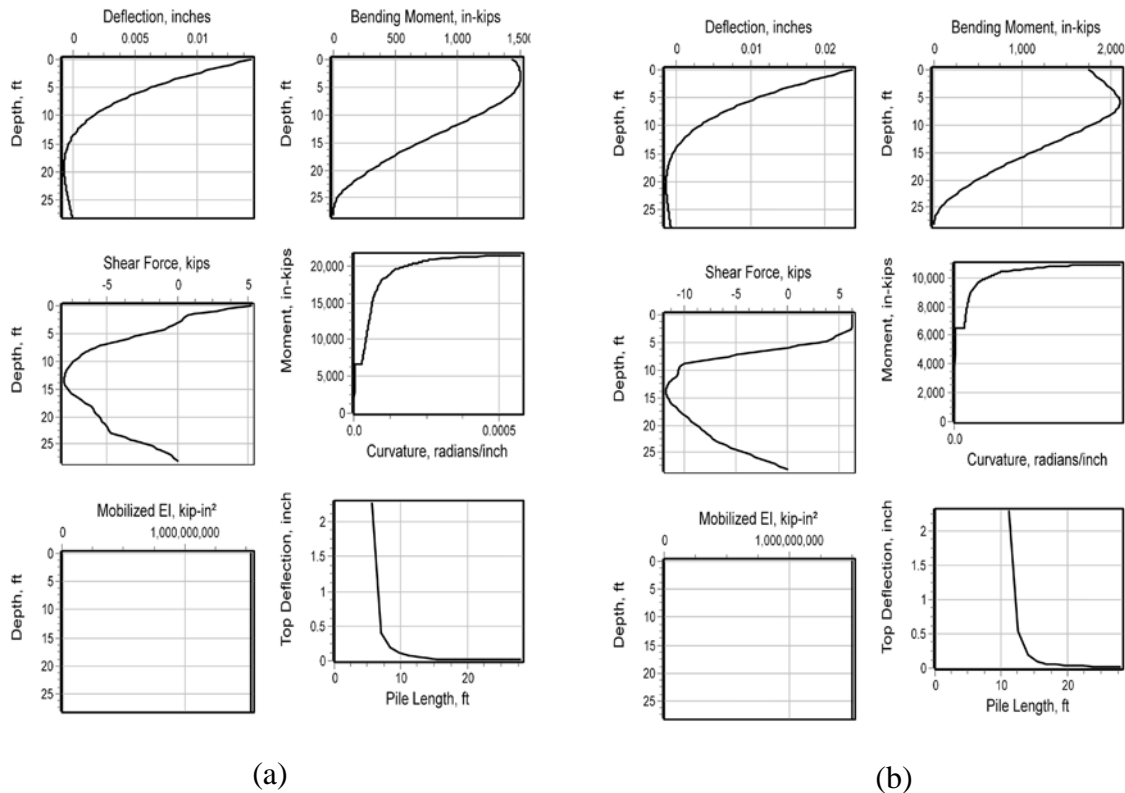 Deflection, inches
0 0.005 0.01
Depth, ft
0
5
10
15
20
25
Bending Moment, in-kips
0 500 1,000 1,50
Depth, ft
0
5
10
15
20
25
Shear Force, kips
-5 0 5
Depth, ft
0
5
10
15
20
25
Moment, in-kips
20,000
15,000
10,000
5,000
0
0.0 0.0005
Curvature, radians/inch
Mobilized EI, kip-in²
0 1,000,000,000
Depth, ft
0
5
10
15
20
25
Top Deflection, inch
2
1.5
1
0.5
0
0 10 20
Pile Length, ft
(a)
Deflection, inches
0 0.01 0.02
Depth, ft
0
5
10
15
20
25
Bending Moment, in-kips
0 1,000 2,000
Depth, ft
0
5
10
15
20
25
Shear Force, kips
-10 -5 0 5
Depth, ft
0
5
10
15
20
25
Moment, in-kips
10,000
8,000
6,000
4,000
2,000
0
0.0
Curvature, radians/inch
Mobilized EI, kip-in²
0 1,000,000,000
Depth, ft
0
5
10
15
20
25
Top Deflection, inch
2
1.5
1
0.5
0
0 10 20
Pile Length, ft
(b)